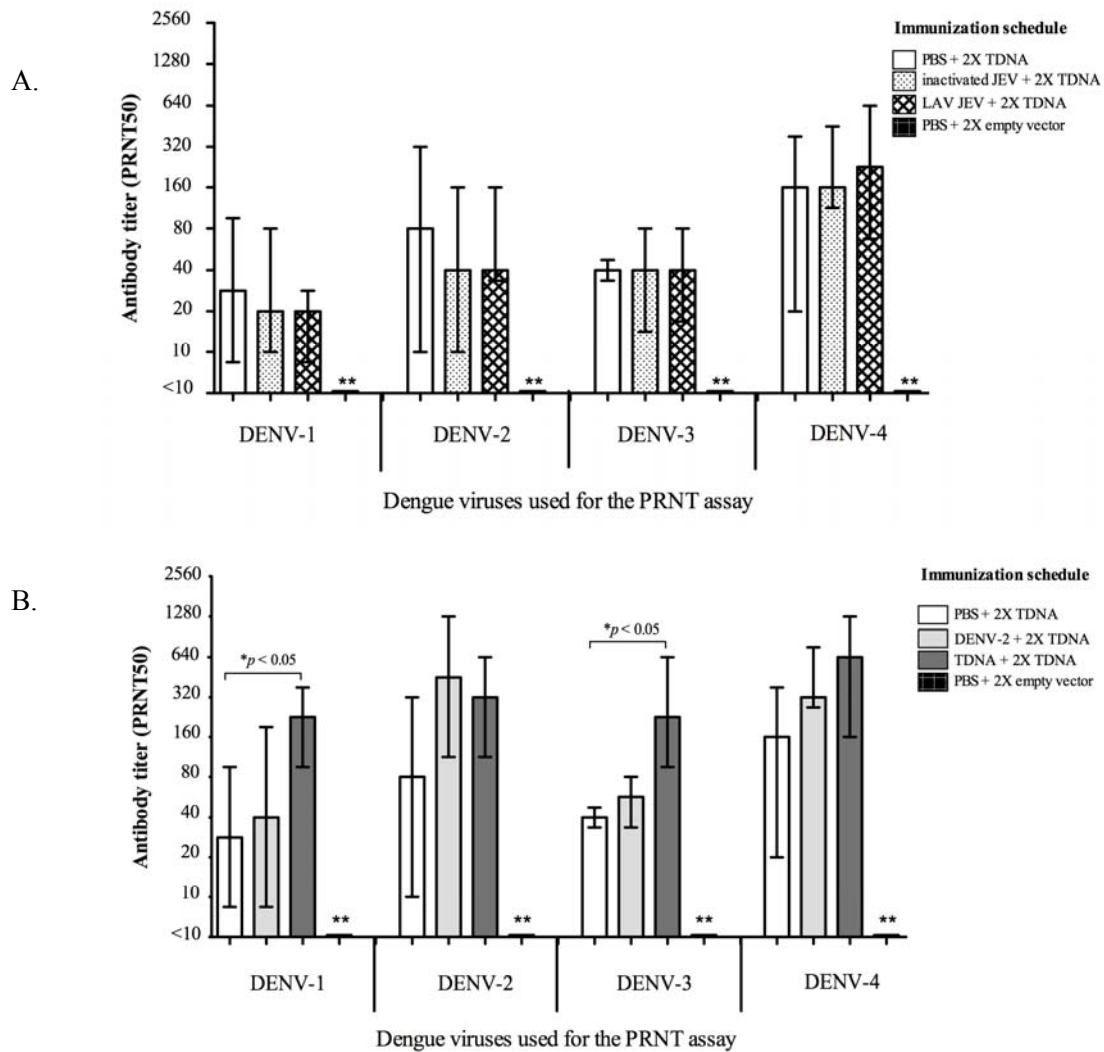 A.
2560
1280
640
320
160
80
40
20
10
<10
Antibody titer (PRNT50)
Immunization schedule
PBS + 2X TDNA
inactivated JEV + 2X TDNA
LAV JEV + 2X TDNA
PBS + 2X empty vector
**
**
**
**
DENV-1
DENV-2
DENV-3
DENV-4
Dengue viruses used for the PRNT assay
B.
2560
1280
640
320
160
80
40
20
10
<10
Antibody titer (PRNT50)
Immunization schedule
PBS + 2X TDNA
DENV-2 + 2X TDNA
TDNA + 2X TDNA
PBS + 2X empty vector
*p < 0.05
*p < 0.05
**
**
**
**
DENV-1
DENV-2
DENV-3
DENV-4
Dengue viruses used for the PRNT assay